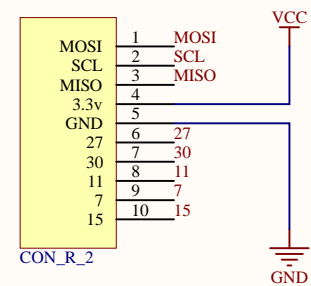 VCC
MOSI 1 MOSI
SCL 2 SCL
MISO 3 MISO
3.3v 4
GND 5
27 6 27
30 7 30
11 8 11
7 9 7
15 10 15
CON_R_2
GND